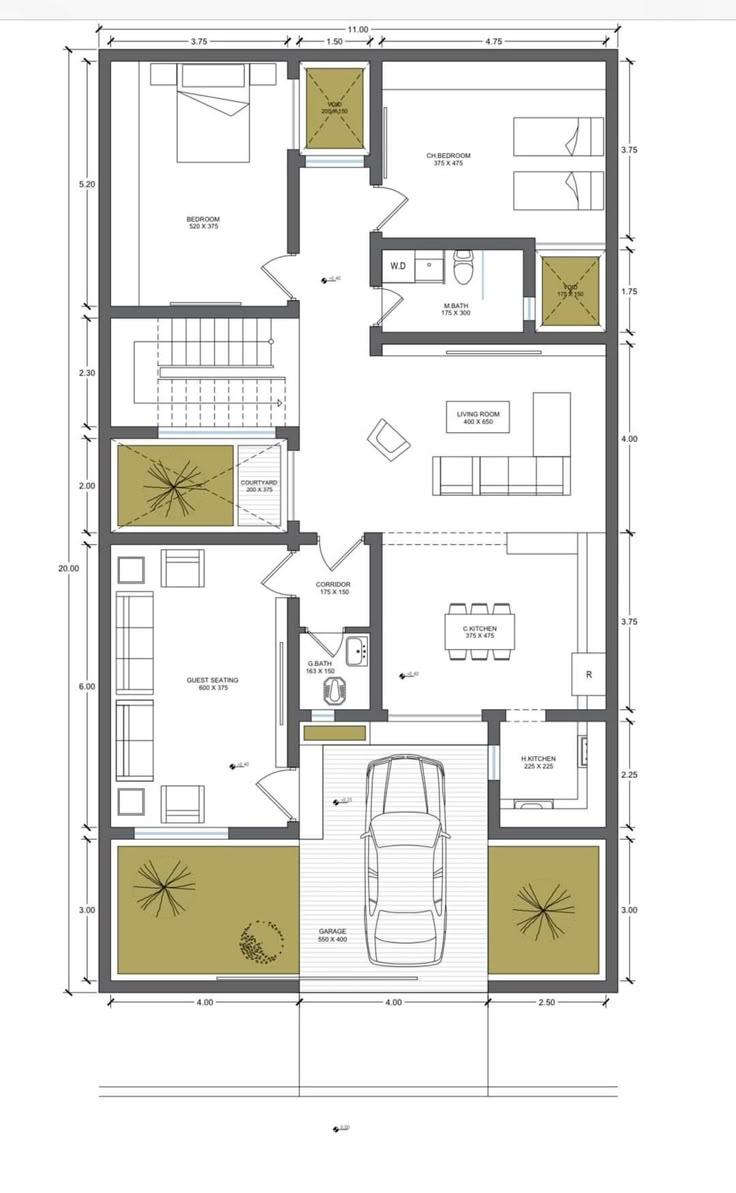 11.00
3.75
1.50
4.75
VOID
200 X 150
CH.BEDROOM
375 X 475
3.75
5.20
BEDROOM
520 X 375
W.D
M.BATH
175 X 300
VOID
175 X 150
1.75
2.30
LIVING ROOM
400 X 650
4.00
COURTYARD
200 X 375
2.00
20.00
CORRIDOR
175 X 150
C.KITCHEN
375 X 475
3.75
G.BATH
163 X 150
R
GUEST SEATING
600 X 375
6.00
H.KITCHEN
225 X 225
2.25
GARAGE
550 X 400
3.00
3.00
4.00
4.00
2.50